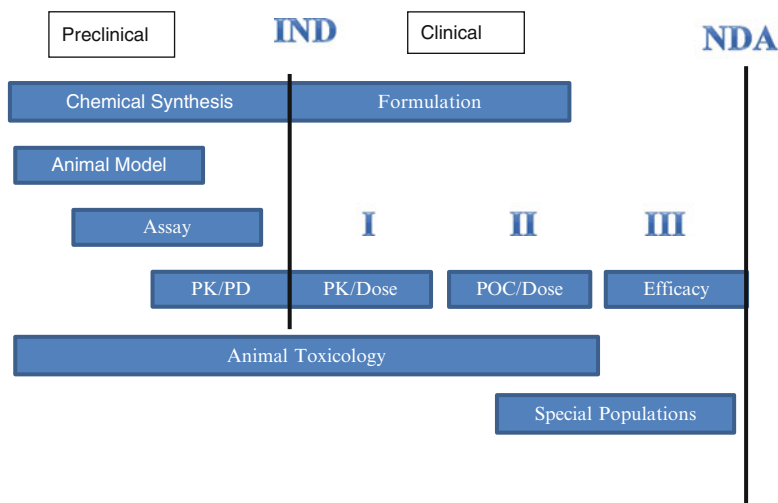 Preclinical
IND
Clinical
NDA
Chemical Synthesis
Formulation
Animal Model
Assay
I
II
III
PK/PD
PK/Dose
POC/Dose
Efficacy
Animal Toxicology
Special Populations